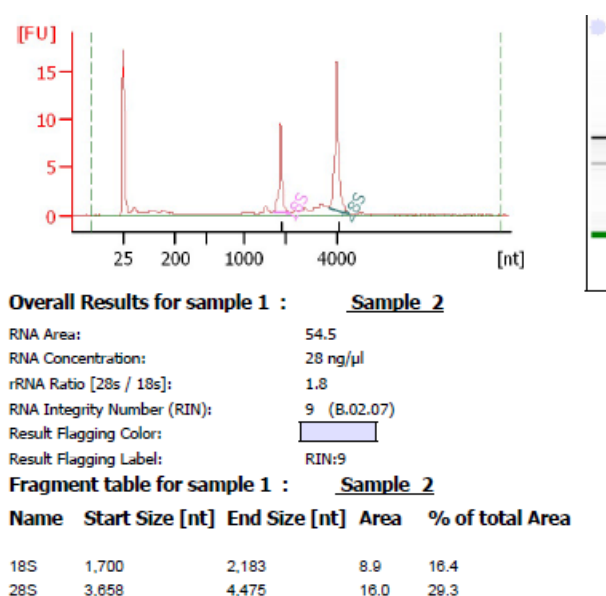 [FU]
15
10
5
0
18S
28S
25 200 1000 4000 [nt]
Overall Results for sample 1 : Sample 2
RNA Area: 54.5
RNA Concentration: 28 ng/µl
rRNA Ratio [28s / 18s]: 1.8
RNA Integrity Number (RIN): 9 (B.02.07)
Result Flagging Color:
Result Flagging Label: RIN:9
Fragment table for sample 1 : Sample 2
Name Start Size [nt] End Size [nt] Area % of total Area
18S 1,700 2,183 8.9 16.4
28S 3,658 4,475 16.0 29.3